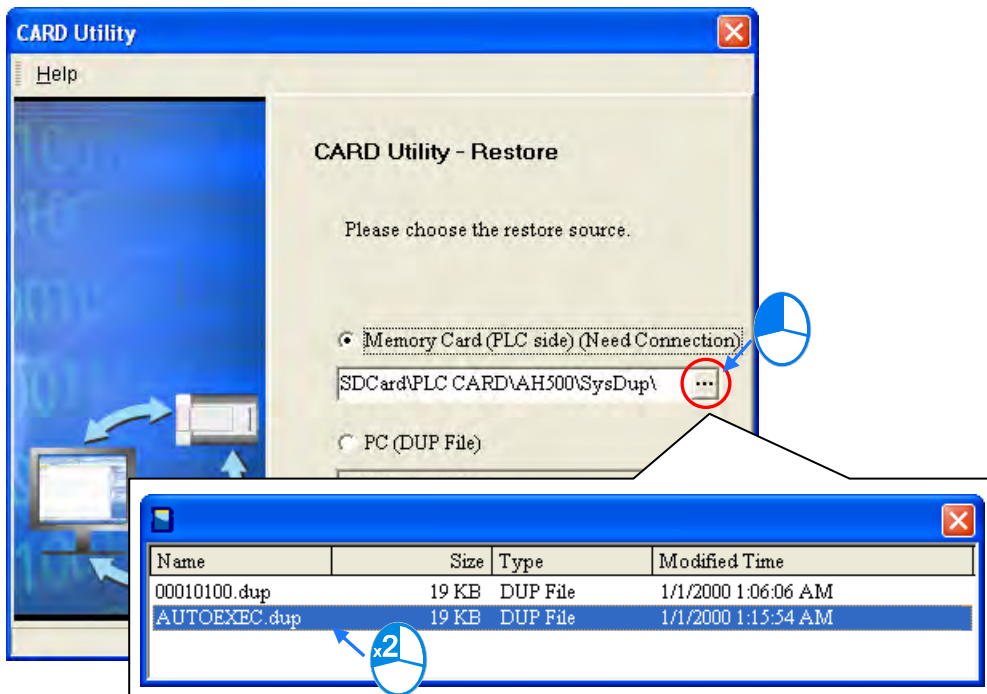 CARD Utility
Help
CARD Utility - Restore
Please choose the restore source.
Memory Card (PLC side) (Need Connection)
SDCard\PLC CARD\AH500\SysDup\ ...
PC (DUP File)
Name Size Type Modified Time
00010100.dup 19 KB DUP File 1/1/2000 1:06:06 AM
AUTOEXEC.dup 19 KB DUP File 1/1/2000 1:15:54 AM
x2